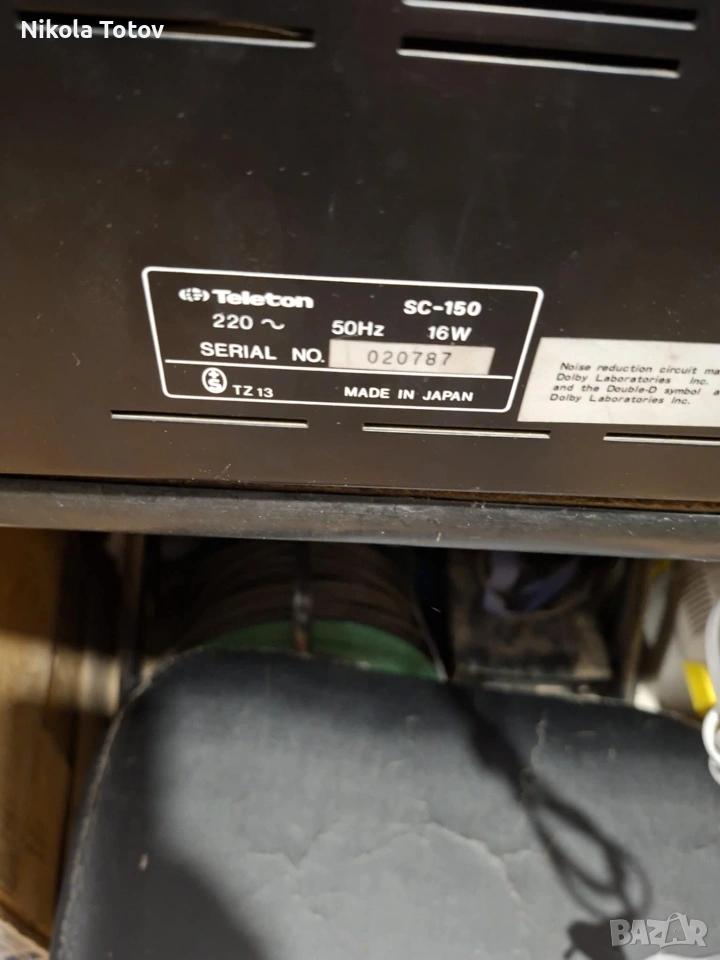 Nikola Totov
Teleton SC-150
220 ~ 50Hz 16W
SERIAL NO. 020787
S TZ 13 MADE IN JAPAN
Noise reduction circuit ma
Dolby Laboratories Inc.
and the Double-D symbol a
Dolby Laboratories Inc.
BAZAR